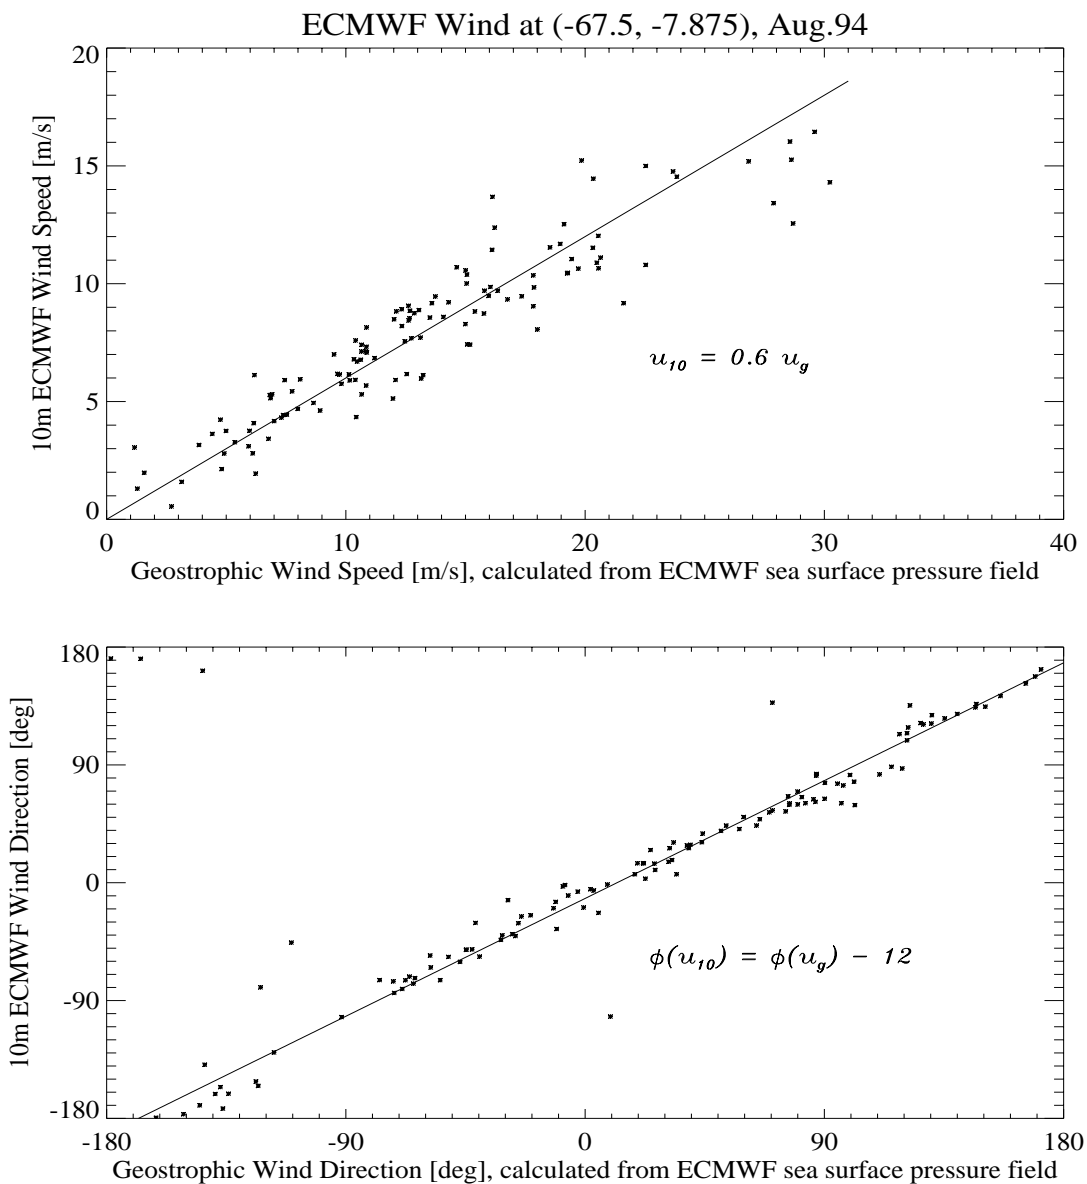 ECMWF Wind at (-67.5, -7.875), Aug.94
20
15
10
5
0
10m ECMWF Wind Speed [m/s]
u10 = 0.6 ug
0 10 20 30 40
Geostrophic Wind Speed [m/s], calculated from ECMWF sea surface pressure field
180
90
0
-90
-180
10m ECMWF Wind Direction [deg]
ϕ(u10) = ϕ(ug) − 12
-180 -90 0 90 180
Geostrophic Wind Direction [deg], calculated from ECMWF sea surface pressure field